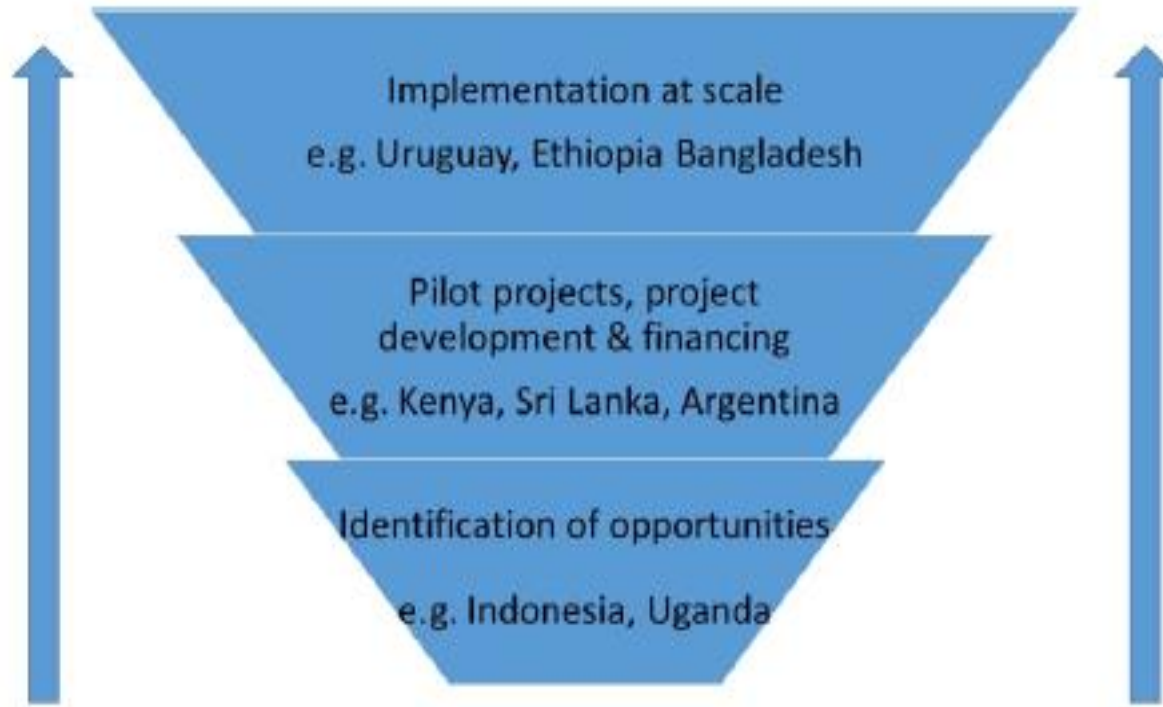 Implementation at scale
e.g. Uruguay, Ethiopia Bangladesh
Pilot projects, project
development & financing
e.g. Kenya, Sri Lanka, Argentina
Identification of opportunities
e.g. Indonesia, Uganda